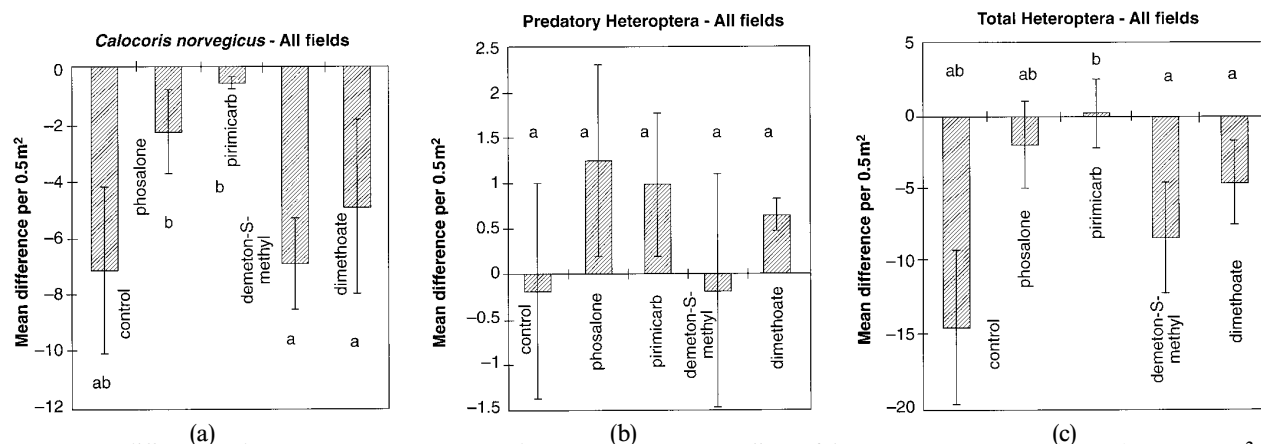 Calocoris norvegicus - All fields
Mean difference per 0.5m²
0
−2
−4
−6
−8
−10
−12
control
ab
phosalone
b
pirimicarb
b
demeton-S-
methyl
a
dimethoate
a
(a)
Predatory Heteroptera - All fields
Mean difference per 0.5m²
2.5
2
1.5
1
0.5
0
−0.5
−1
−1.5
a
a
a
a
a
control
phosalone
pirimicarb
demeton-S-
methyl
dimethoate
(b)
Total Heteroptera - All fields
Mean difference per 0.5m²
5
0
−5
−10
−15
−20
ab
ab
b
a
a
control
phosalone
pirimicarb
demeton-S-
methyl
dimethoate
(c)